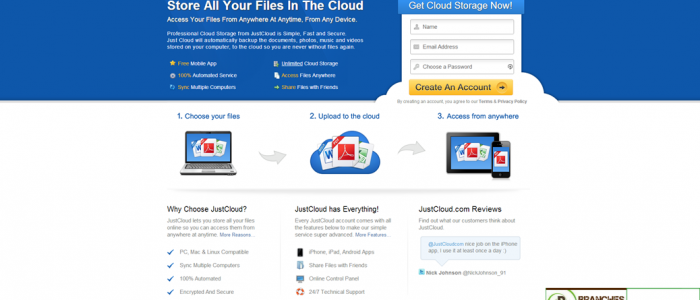 Store All Your Files In The Cloud
Access Your Files From Anywhere At Anytime, From Any Device.
Professional Cloud Storage from JustCloud is Simple, Fast and Secure.
Just Cloud will automatically backup the documents, photos, music and videos
stored on your computer, to the cloud so you are never without files again.
Free Mobile App
Unlimited Cloud Storage
100% Automated Service
Access Files Anywhere
Sync Multiple Computers
Share Files with Friends
Get Cloud Storage Now!
Name
Email Address
Choose a Password
Create An Account
By creating an account, you agree to our Terms & Privacy Policy
1. Choose your files
2. Upload to the cloud
3. Access from anywhere
Why Choose JustCloud?
JustCloud lets you store all your files
online so you can access them from
anywhere at anytime. More Reasons...
PC, Mac & Linux Compatible
Sync Multiple Computers
100% Automated
Encrypted And Secure
JustCloud has Everything!
Every JustCloud account comes with all
the features below to make our simple
service super advanced. More Features...
iPhone, iPad, Android Apps
Share Files with Friends
Online Control Panel
24/7 Technical Support
JustCloud.com Reviews
Find out what our customers think about
JustCloud:
@JustCloudcom nice job on the iPhone
app. I use it at least once a day :)
Nick Johnson @NickJohnson_91
BRANCHES